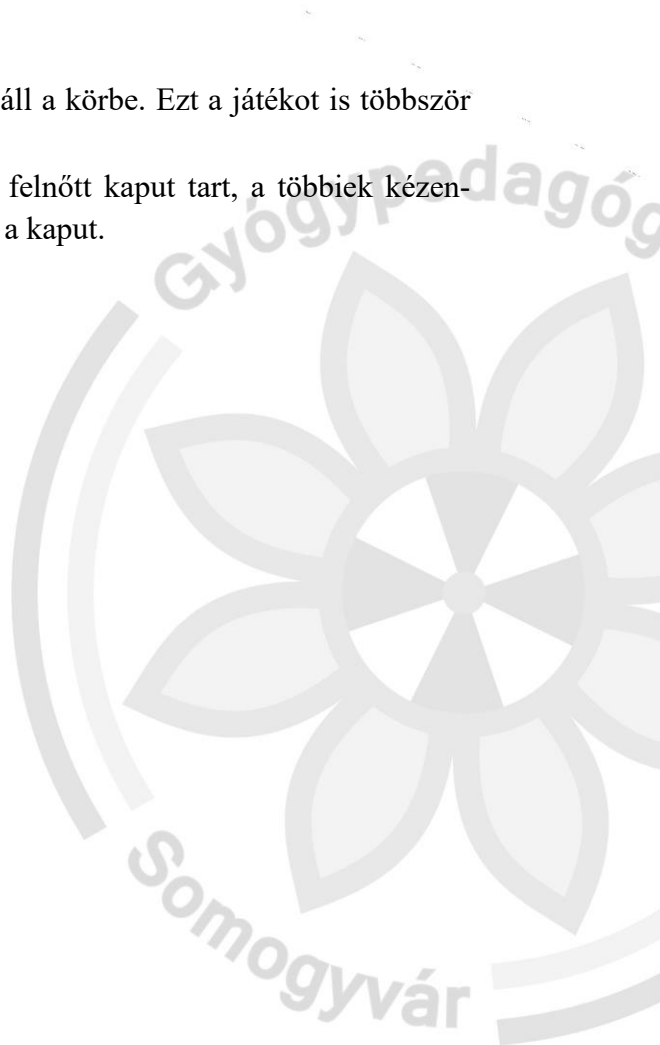 áll a körbe. Ezt a játékot is többször
felnőtt kaput tart, a többiek kézen-
a kaput.
Gyógypedagóg
Somogyvár